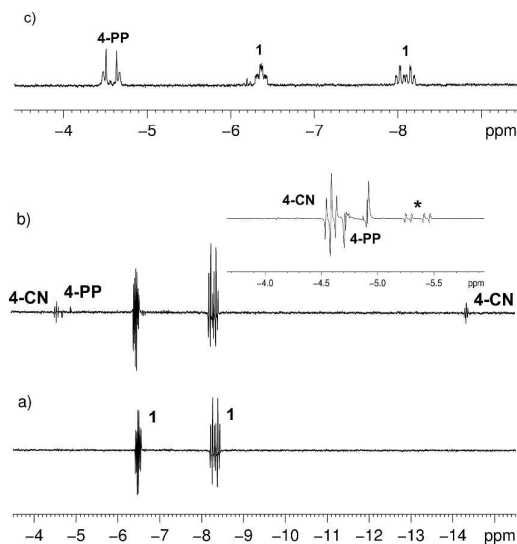 c)
4-PP
1
1
−4 −5 −6 −7 −8 ppm
4-CN
*
4-PP
−4.0 −4.5 −5.0 −5.5 ppm
b)
4-CN 4-PP
4-CN
a)
1
1
−4 −5 −6 −7 −8 −9 −10 −11 −12 −13 −14 ppm